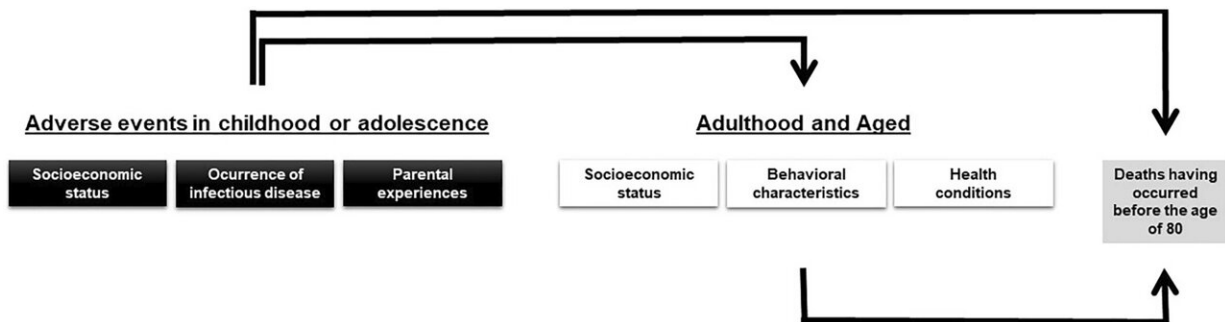 Adverse events in childhood or adolescence
Socioeconomic
status
Ocurrence of
infectious disease
Parental
experiences
Adulthood and Aged
Socioeconomic
status
Behavioral
characteristics
Health
conditions
Deaths having
occurred
before the age
of 80